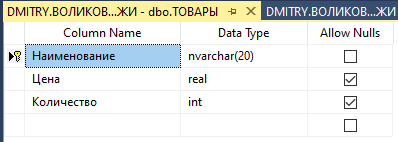 DMITRY.ВОЛИКОВ...ЖИ - dbo.ТОВАРЫ DMITRY.ВОЛИКОВ...ЖИ
Column Name Data Type Allow Nulls
Наименование nvarchar(20)
Цена real
Количество int